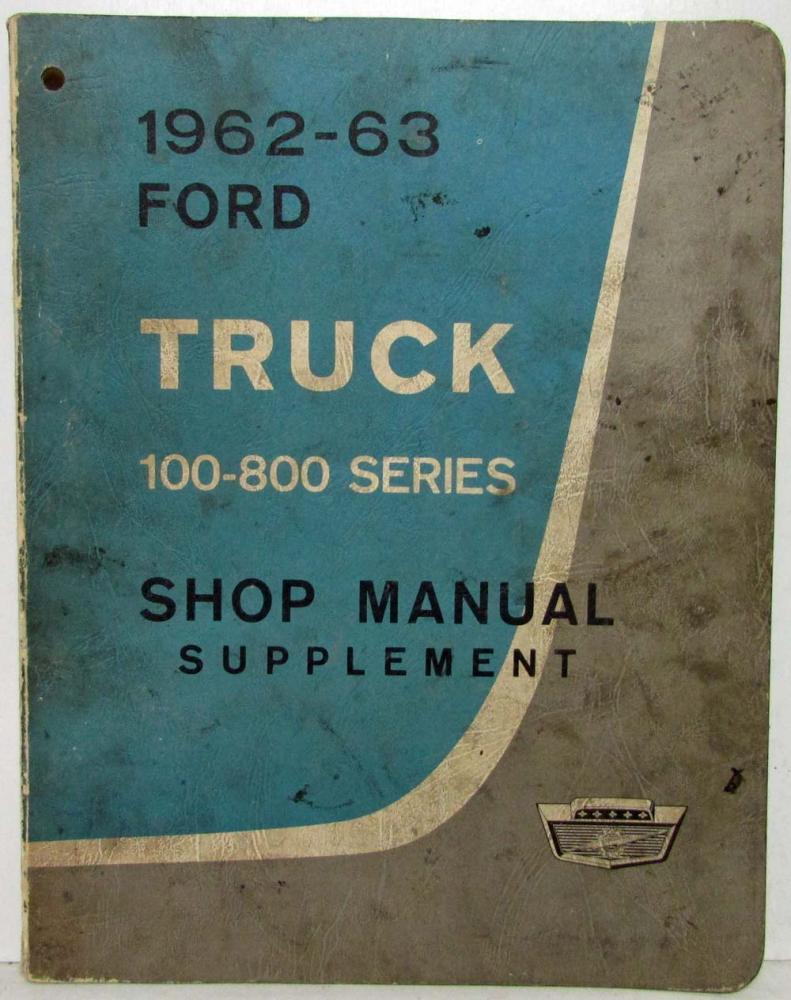 1962-63
FORD
TRUCK
100-800 SERIES
SHOP MANUAL
SUPPLEMENT